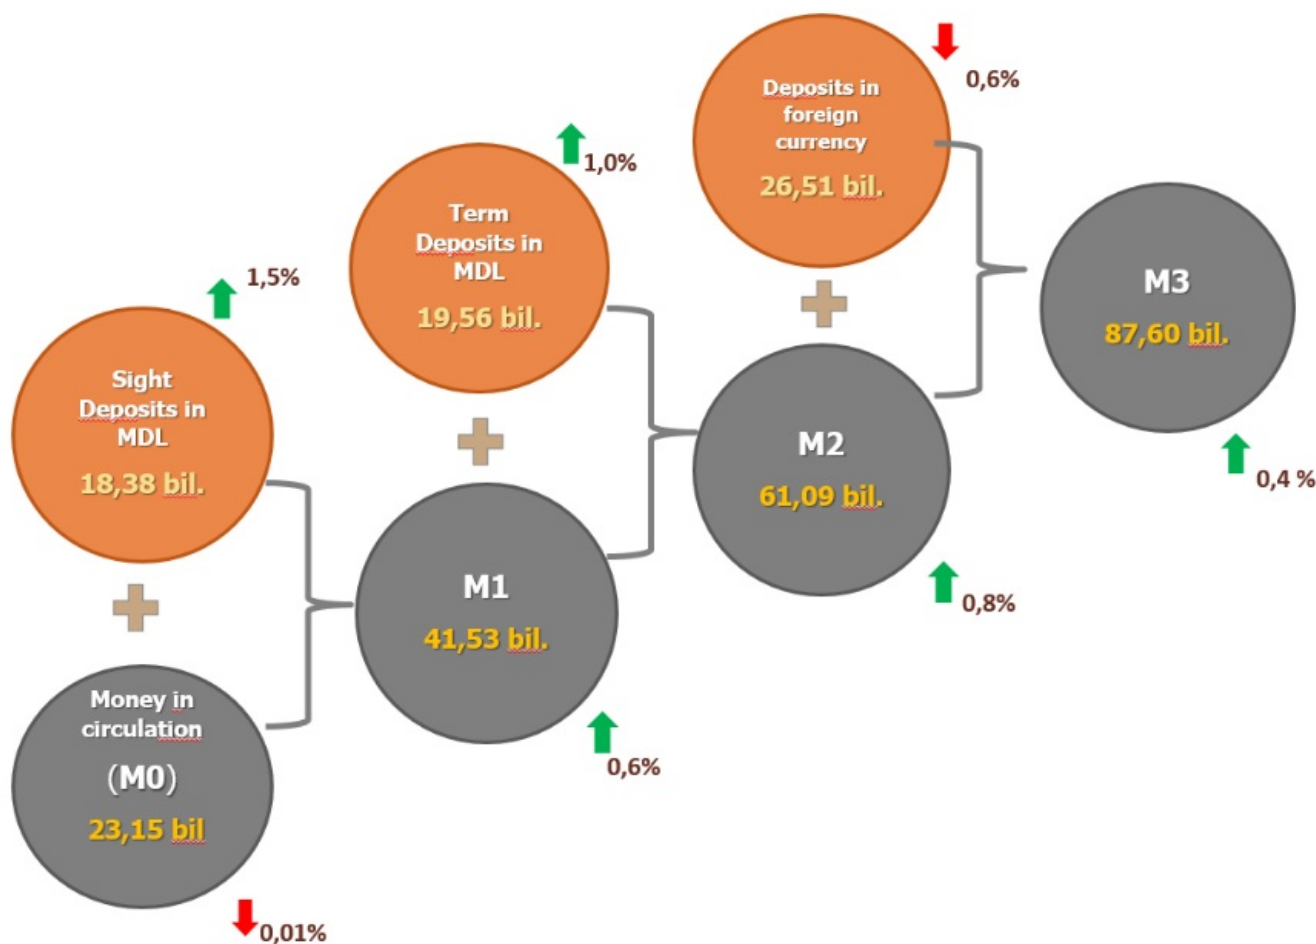 Sight
Deposits in
MDL
18,38 bil.
1,5%
Money in
circulation
(M0)
23,15 bil
0,01%
Term
Deposits in
MDL
19,56 bil.
1,0%
M1
41,53 bil.
0,6%
Deposits in
foreign
currency
26,51 bil.
0,6%
M2
61,09 bil.
0,8%
M3
87,60 bil.
0,4 %